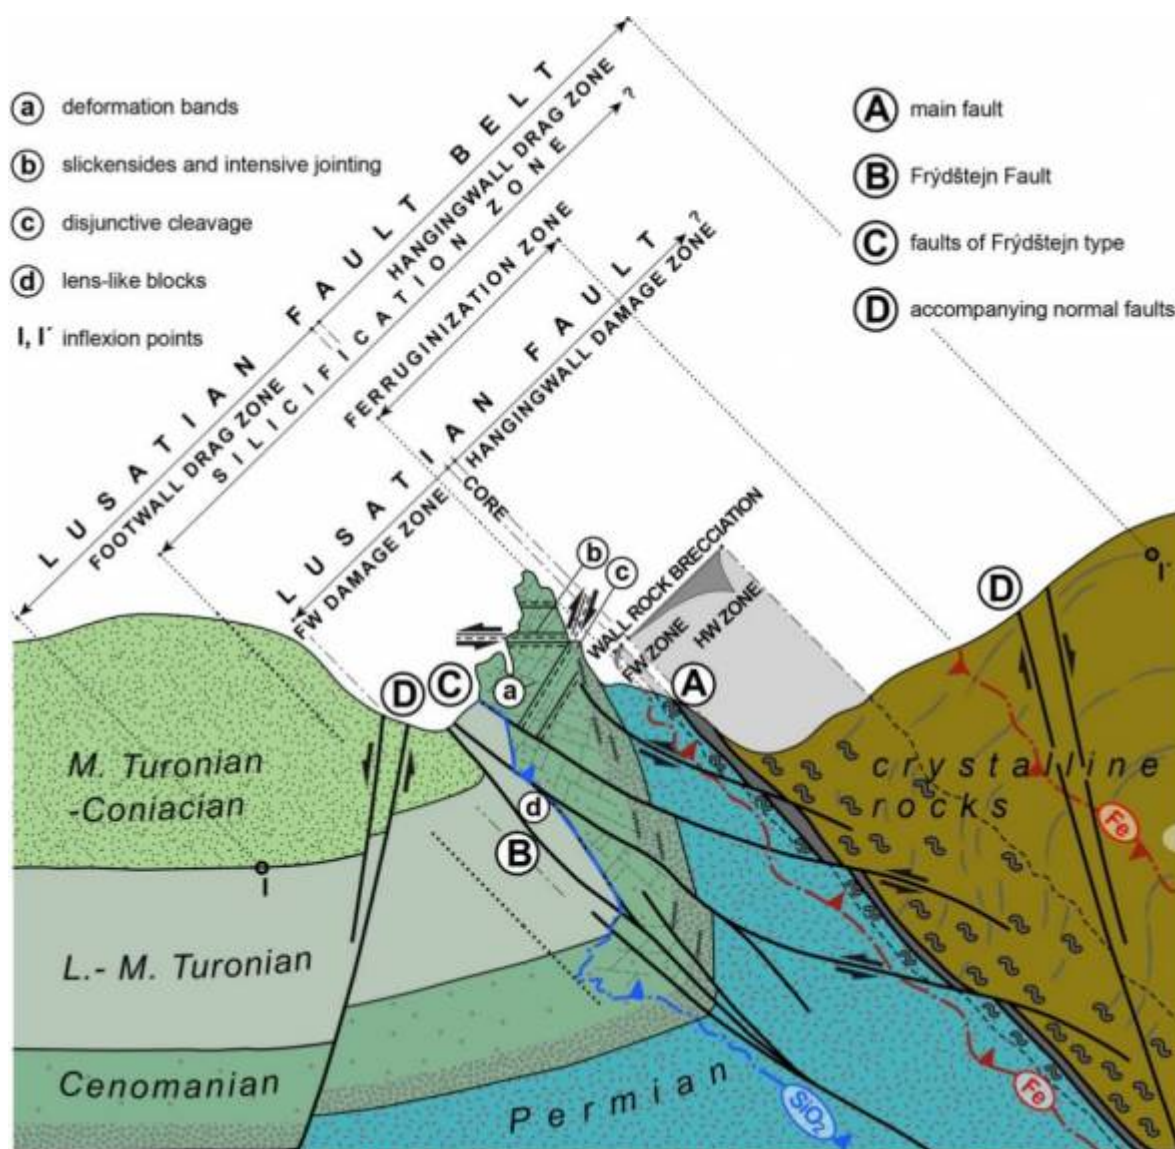 a deformation bands
b slickensides and intensive jointing
c disjunctive cleavage
d lens-like blocks
I, I´ inflexion points
A main fault
B Frýdštejn Fault
C faults of Frýdštejn type
D accompanying normal faults
LUSATIAN FAULT BELT
FOOTWALL DRAG ZONE
HANGINGWALL DRAG ZONE
SILICIFICATION ZONE ?
FERRUGINIZATION ZONE
LUSATIAN FAULT ?
FW DAMAGE ZONE
CORE
HANGINGWALL DAMAGE ZONE
WALL ROCK BRECCIATION
FW ZONE
HW ZONE
b
c
a
D
C
A
D
I´
M. Turonian
-Coniacian
crystalline
rocks
d
B
Fe
I
L.- M. Turonian
Cenomanian
Permian
SiO₂
Fe